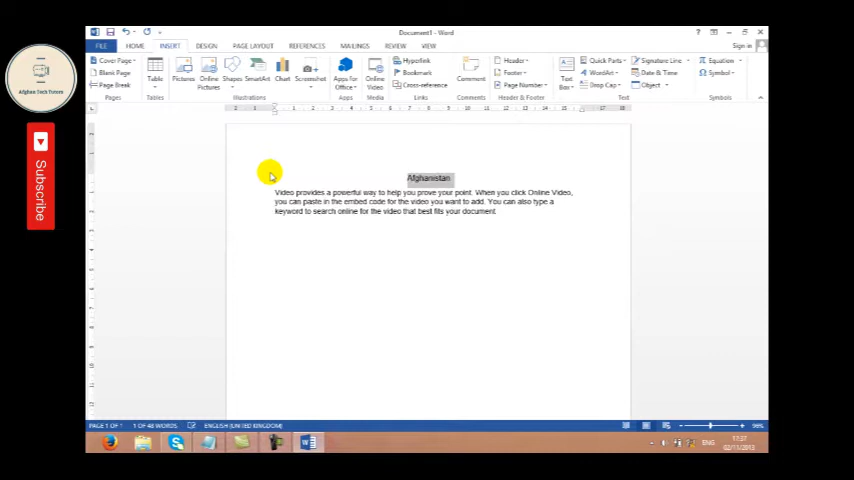 Document1 - Word
Sign in
FILE HOME INSERT DESIGN PAGE LAYOUT REFERENCES MAILINGS REVIEW VIEW
Cover Page
Blank Page
Page Break
Pages
Table
Tables
Pictures
Online Pictures
Shapes
SmartArt
Chart
Screenshot
Illustrations
Apps for Office
Apps
Online Video
Media
Hyperlink
Bookmark
Cross-reference
Links
Comment
Comments
Header
Footer
Page Number
Header & Footer
Text Box
Quick Parts
WordArt
Drop Cap
Signature Line
Date & Time
Object
Text
Equation
Symbol
Symbols
Afghan Tech Tutors
Subscribe
Afghanistan
Video provides a powerful way to help you prove your point. When you click Online Video,
you can paste in the embed code for the video you want to add. You can also type a
keyword to search online for the video that best fits your document
PAGE 1 OF 1 1 OF 48 WORDS ENGLISH (UNITED KINGDOM)
96%
ENG
17:37